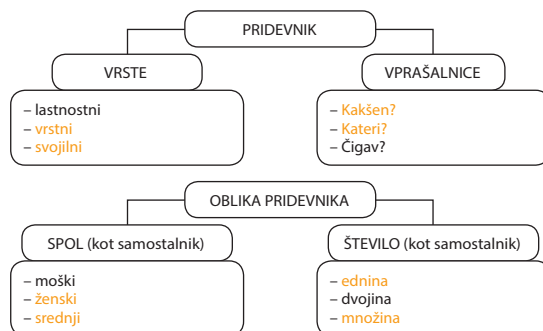 PRIDEVNIK
VRSTE
– lastnostni
– vrstni
– svojilni
VPRAŠALNICE
– Kakšen?
– Kateri?
– Čigav?
OBLIKA PRIDEVNIKA
SPOL (kot samostalnik)
– moški
– ženski
– srednji
ŠTEVILO (kot samostalnik)
– ednina
– dvojina
– množina